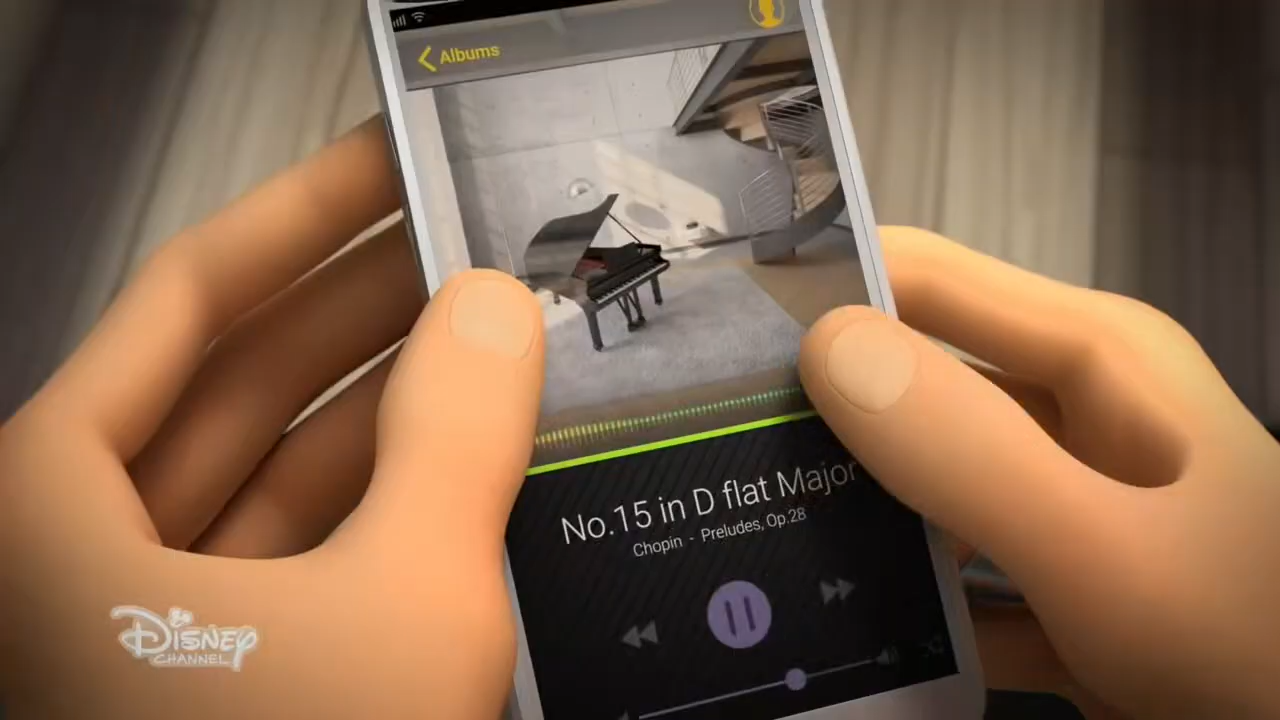 Albums
No.15 in D flat Major
Chopin - Preludes, Op.28
Disney
CHANNEL